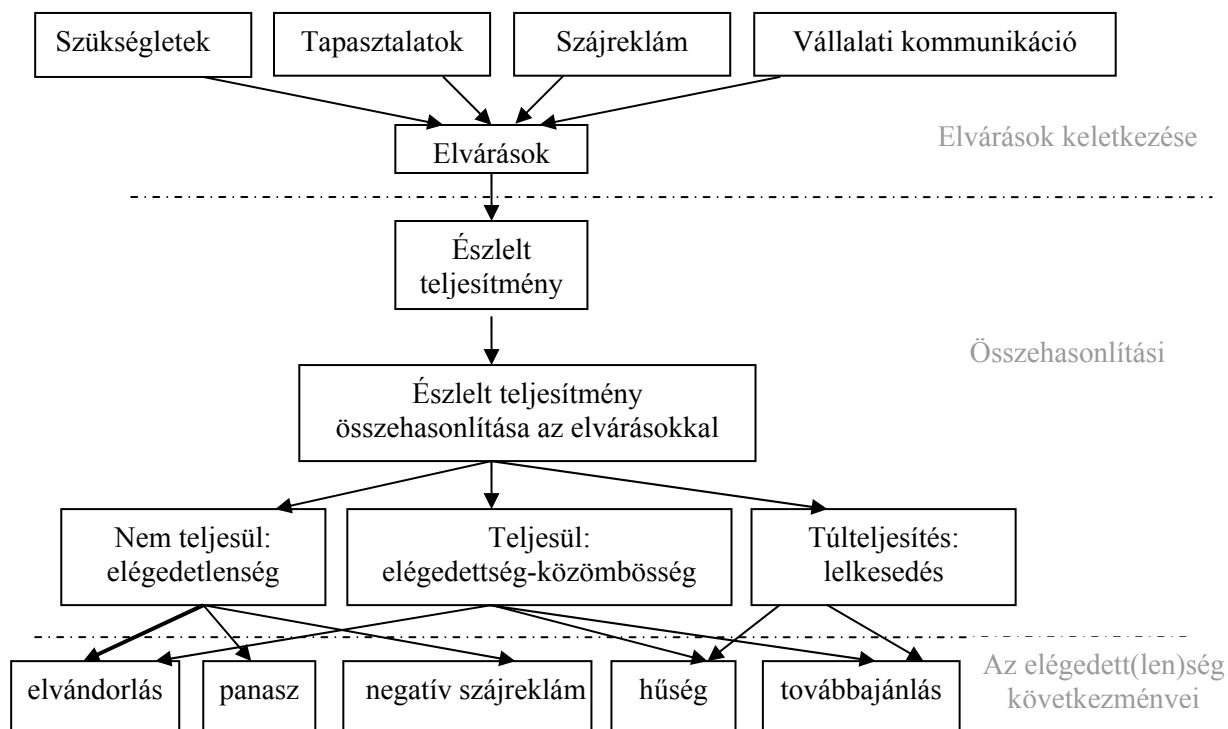 Szükségletek
Tapasztalatok
Szájreklám
Vállalati kommunikáció
Elvárások
Elvárások keletkezése
Észlelt
teljesítmény
Összehasonlítási
Észlelt teljesítmény
összehasonlítása az elvárásokkal
Nem teljesül:
elégedetlenség
Teljesül:
elégedettség-közömbösség
Túlteljesítés:
lelkesedés
elvándorlás
panasz
negatív szájreklám
hűség
továbbajánlás
Az elégedett(len)ség
következményei